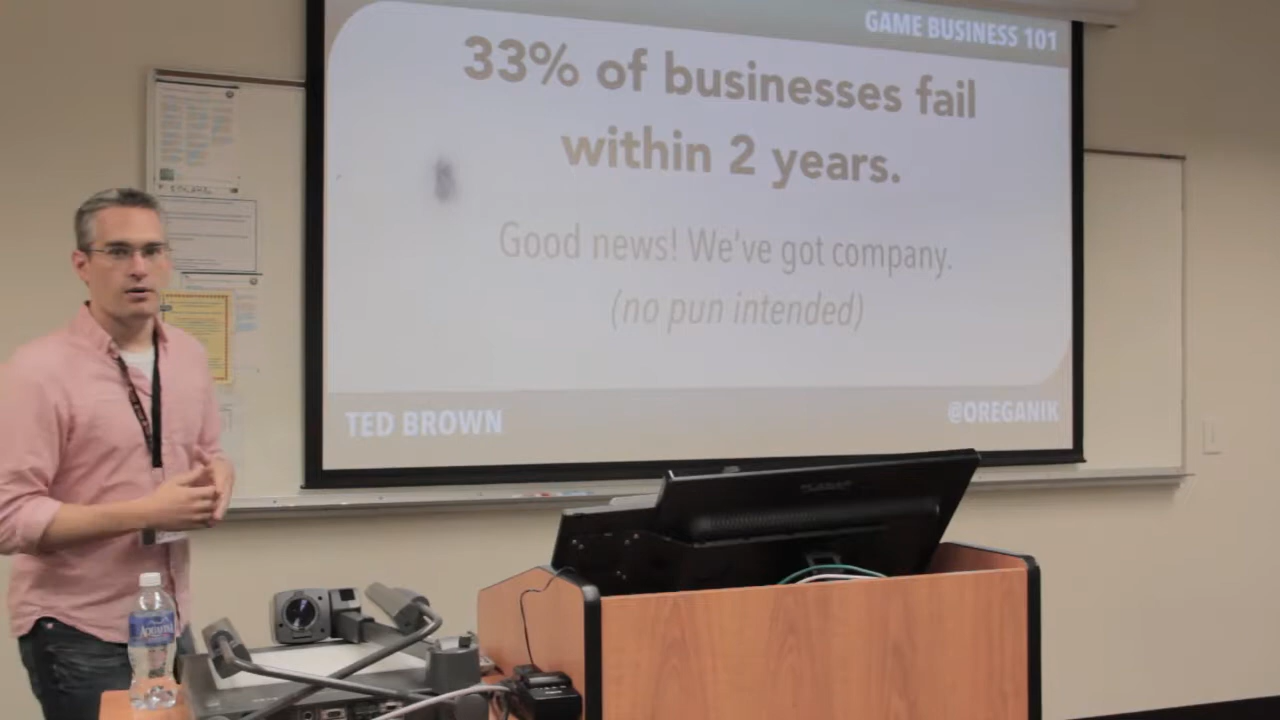 GAME BUSINESS 101
33% of businesses fail
within 2 years.
Good news! We've got company.
(no pun intended)
TED BROWN
@OREGANIK
AQUAFINA